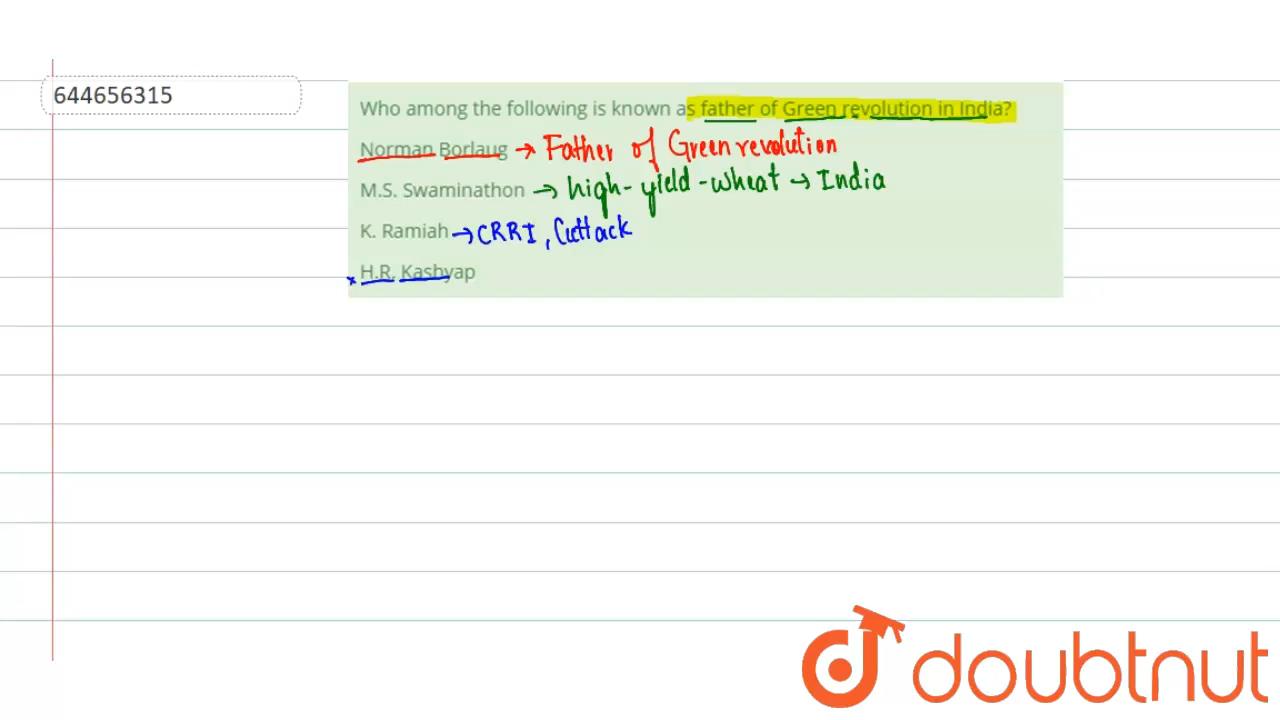 644656315
Who among the following is known as father of Green revolution in India?
Norman Borlaug → Father of Green revolution
M.S. Swaminathon → high-yield-wheat → India
K. Ramiah → CRRI, Cuttack
x H.R. Kashyap
doubtnut